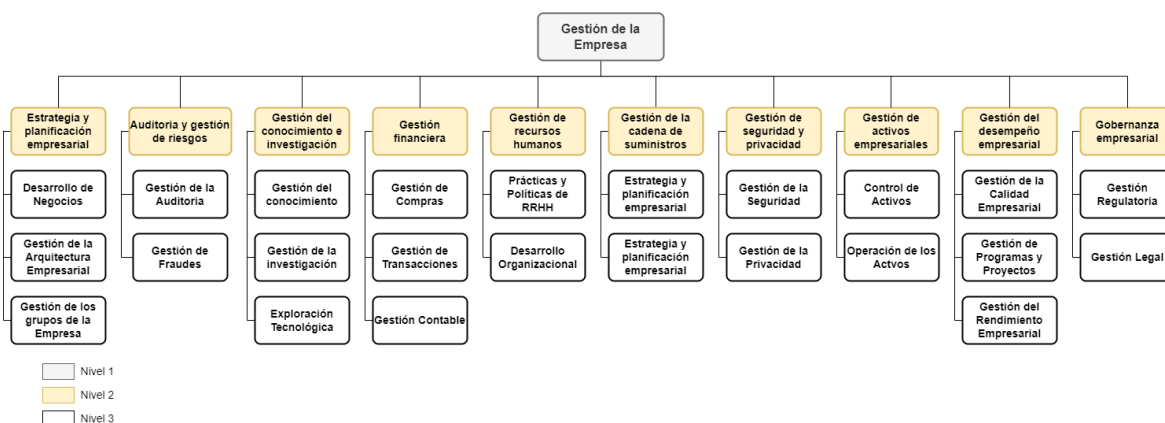 Gestión de la
Empresa
Estrategia y
planificación
empresarial
Auditoria y gestión
de riesgos
Gestión del
conocimiento e
investigación
Gestión
financiera
Gestión de
recursos
humanos
Gestión de la
cadena de
suministros
Gestión de
seguridad y
privacidad
Gestión de
activos
empresariales
Gestión del
desempeño
empresarial
Gobernanza
empresarial
Desarrollo de
Negocios
Gestión de la
Auditoria
Gestión del
conocimiento
Gestión de
Compras
Prácticas y
Políticas de
RRHH
Estrategia y
planificación
empresarial
Gestión de la
Seguridad
Control de
Activos
Gestión de la
Calidad
Empresarial
Gestión
Regulatoria
Gestión de la
Arquitectura
Empresarial
Gestión de
Fraudes
Gestión de la
investigación
Gestión de
Transacciones
Desarrollo
Organizacional
Estrategia y
planificación
empresarial
Gestión de la
Privacidad
Operación de los
Actvos
Gestión de
Programas y
Proyectos
Gestión Legal
Gestión de los
grupos de la
Empresa
Exploración
Tecnológica
Gestión Contable
Gestión del
Rendimiento
Empresarial
Nivel 1
Nivel 2
Nivel 3